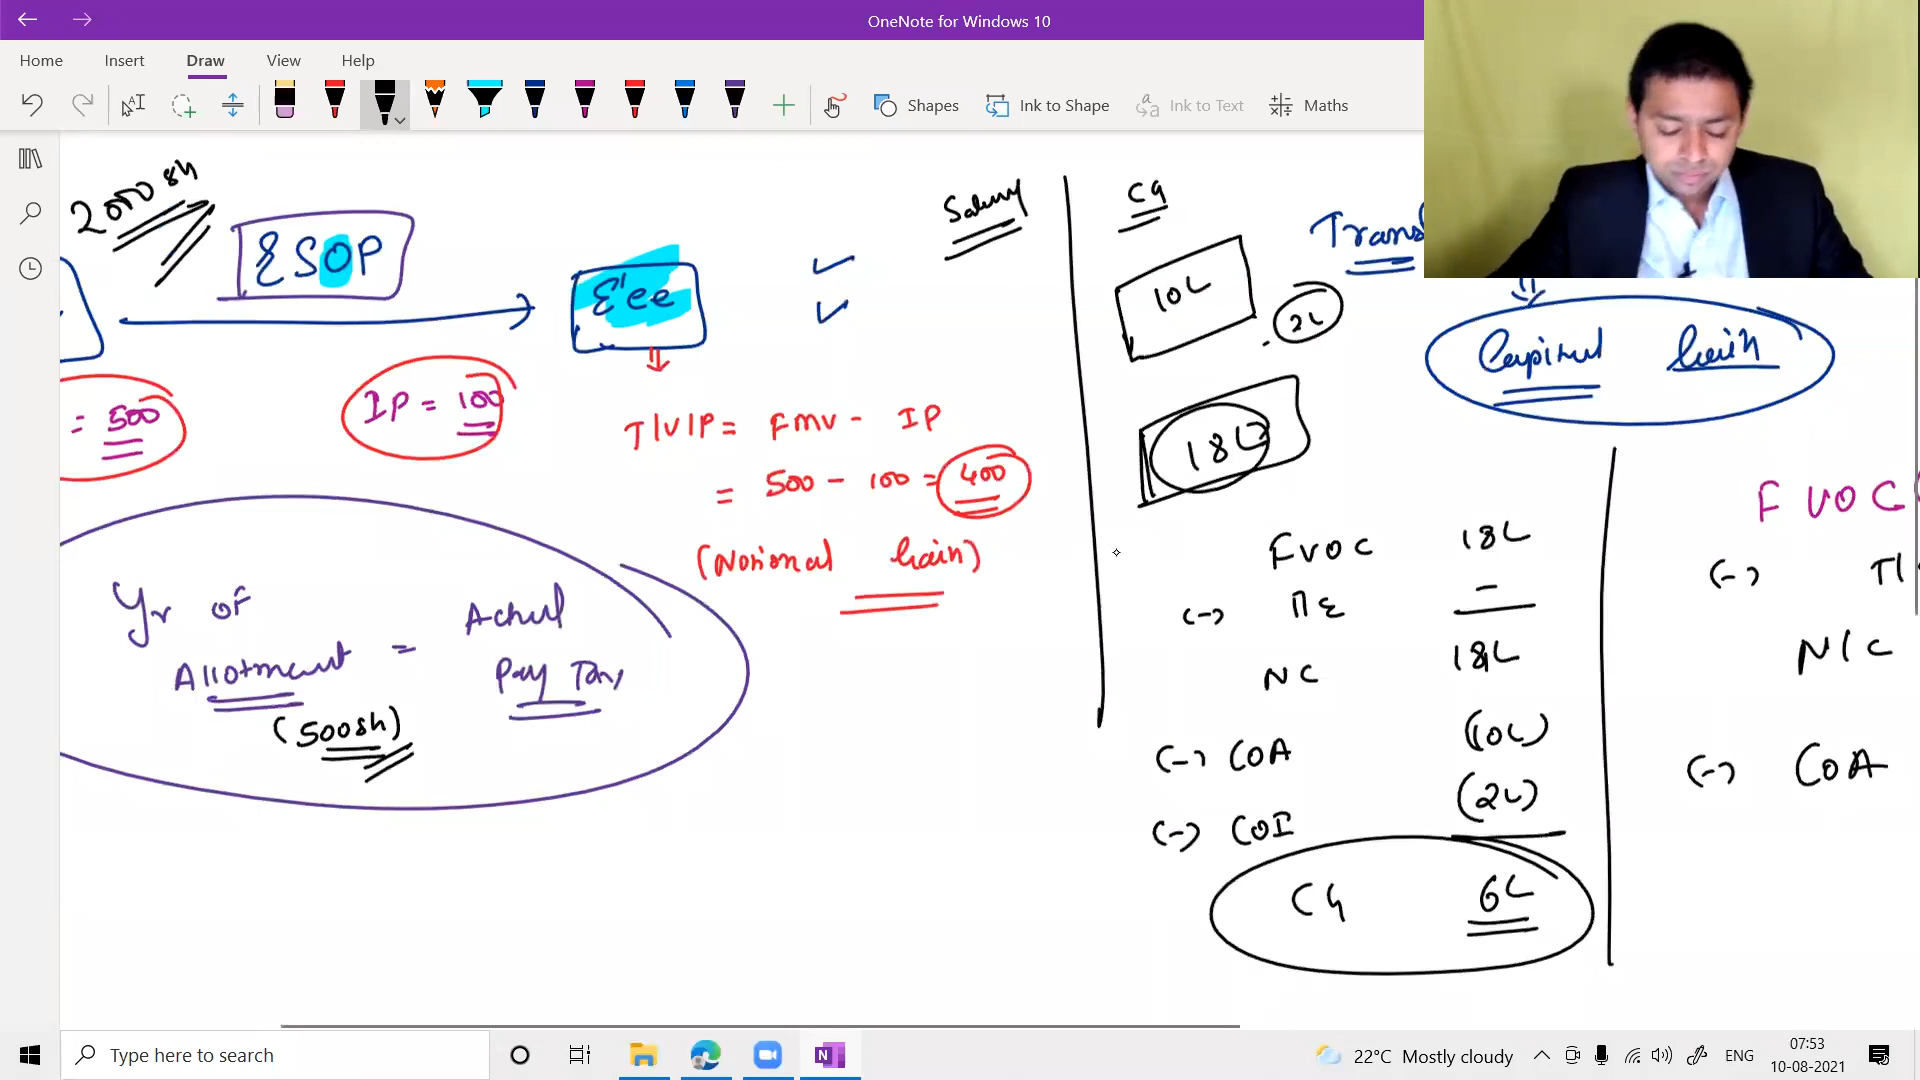 OneNote for Windows 10
Home Insert Draw View Help
Shapes Ink to Shape Ink to Text Maths
2000 sh
ESOP
E'ee
Salary
= 500
IP = 100
T/V/P = FMV - IP
= 500 - 100 = 400
(Notional Gain)
Yr of
Allotment = Actual
Pay Tax
(500sh)
CG
10L
2L
18L
Trans
Capital Gain
FVOC 18L
(-) TE -
NC 18L
(-) COA (10L)
(-) COI (2L)
CG 6L
FVOC
(-) T/
N/C
(-) COA
Type here to search
22°C Mostly cloudy
ENG
07:53
10-08-2021